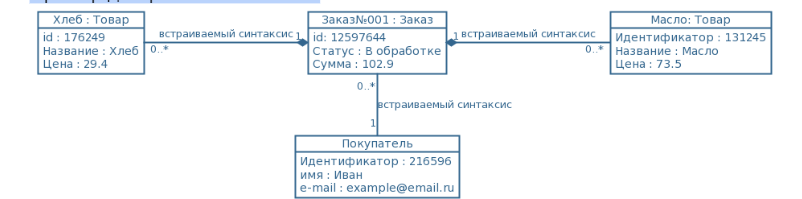 Хлеб : Товар
id : 176249
Название : Хлеб
Цена : 29.4
встраиваемый синтаксис
1
0..*
Заказ№001 : Заказ
id: 12597644
Статус : В обработке
Сумма : 102.9
1
встраиваемый синтаксис
0..*
Масло: Товар
Идентификатор : 131245
Название : Масло
Цена : 73.5
0..*
встраиваемый синтаксис
1
Покупатель
Идентификатор : 216596
имя : Иван
e-mail : example@email.ru